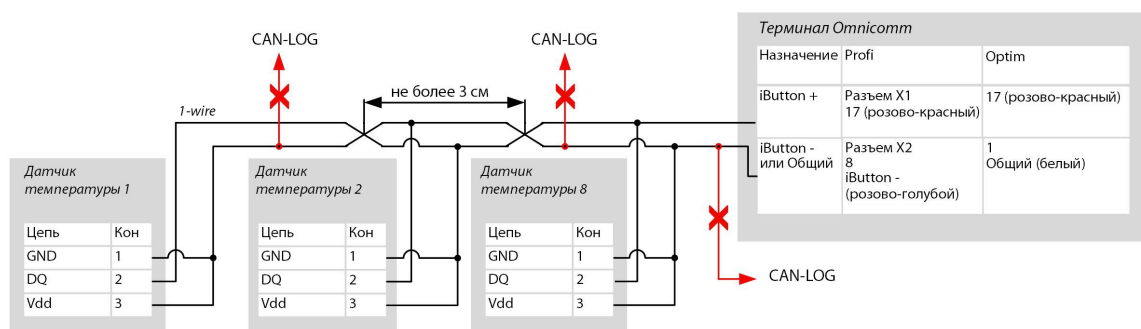 CAN-LOG
CAN-LOG
не более 3 см
1-wire
Датчик
температуры 1
Цепь Кон
GND 1
DQ 2
Vdd 3
Датчик
температуры 2
Цепь Кон
GND 1
DQ 2
Vdd 3
Датчик
температуры 8
Цепь Кон
GND 1
DQ 2
Vdd 3
Терминал Omnicomm
Назначение Profi Optim
iButton + Разъем X1 17 (розово-красный)
17 (розово-красный)
iButton - Разъем X2 1
или Общий 8 Общий (белый)
iButton -
(розово-голубой)
CAN-LOG